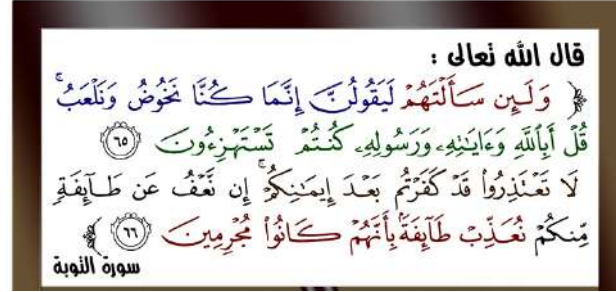 قال الله تعالى :
﴿ وَلَئِن سَأَلْتَهُمْ لَيَقُولُنَّ إِنَّمَا كُنَّا نَخُوضُ وَنَلْعَبُ ۚ
قُلْ أَبِاللَّهِ وَءَايَٰتِهِۦ وَرَسُولِهِۦ كُنتُمْ تَسْتَهْزِءُونَ ٦٥
لَا تَعْتَذِرُوا۟ قَدْ كَفَرْتُم بَعْدَ إِيمَٰنِكُمْ ۚ إِن نَّعْفُ عَن طَآئِفَةٍ
مِّنكُمْ نُعَذِّبْ طَآئِفَةًۢ بِأَنَّهُمْ كَانُوا۟ مُجْرِمِينَ ٦٦ ﴾
سورة التوبة